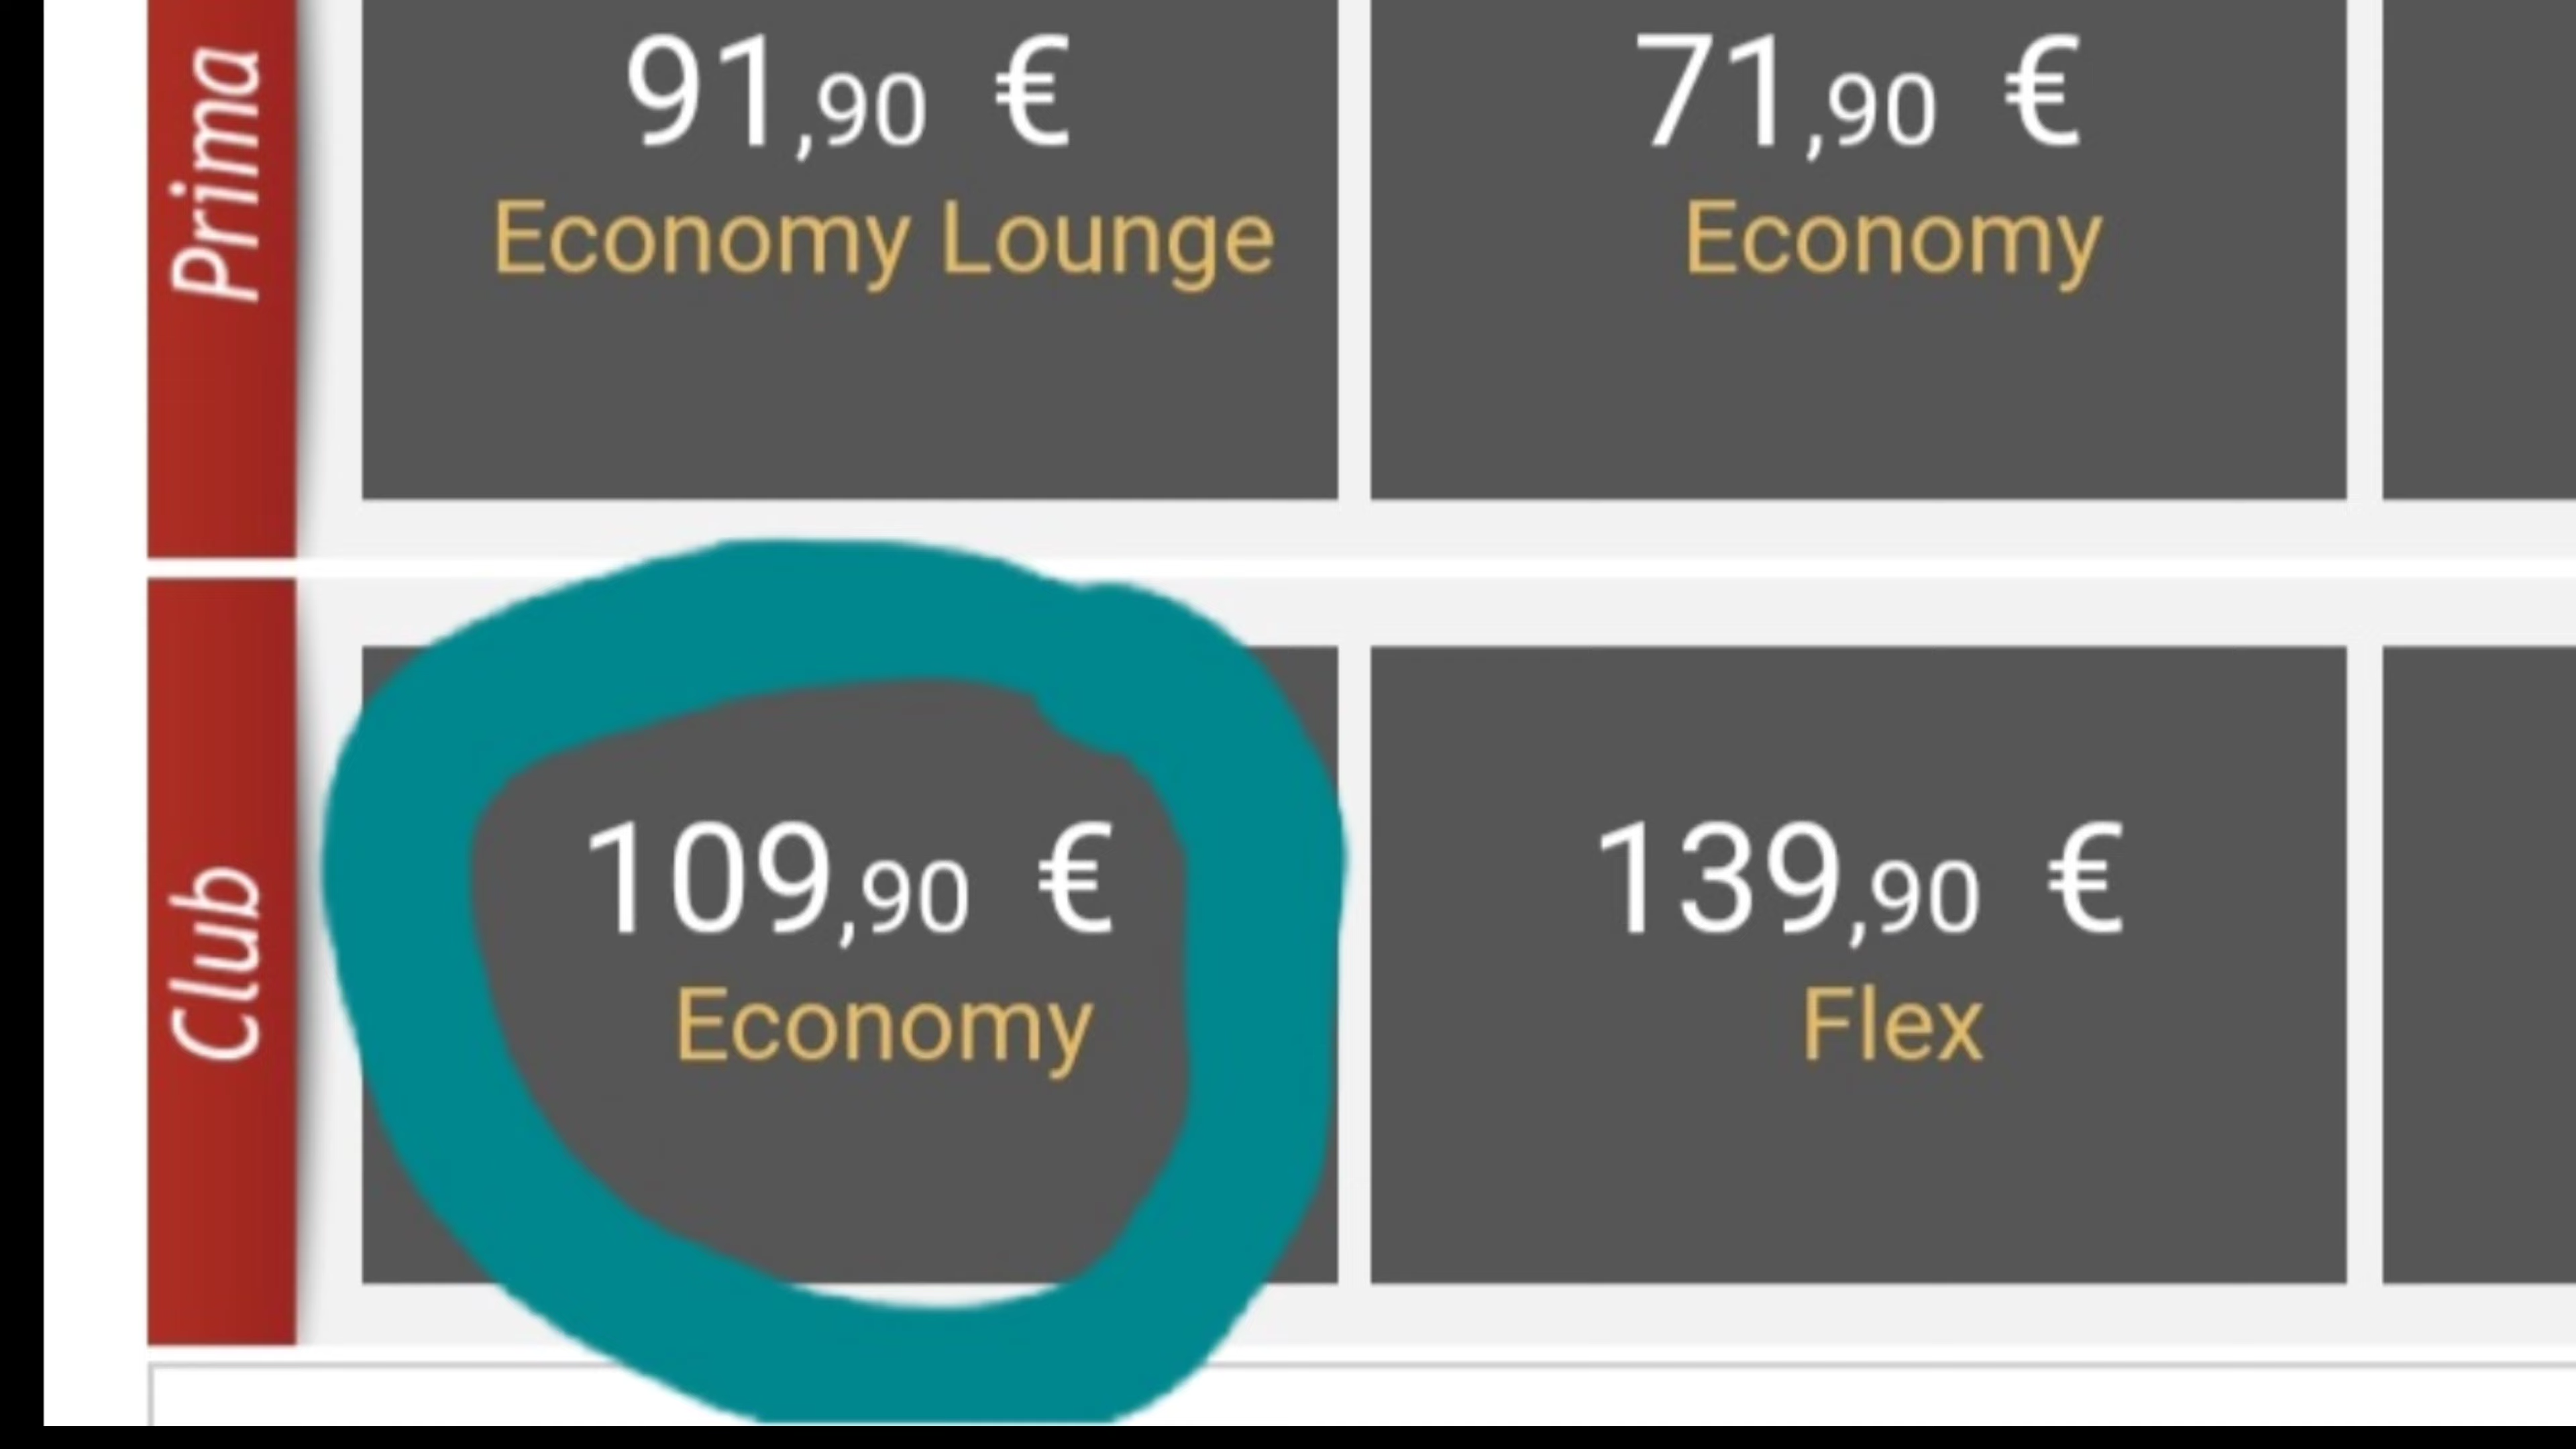 Prima
91,90 €
Economy Lounge
71,90 €
Economy
Club
109,90 €
Economy
139,90 €
Flex